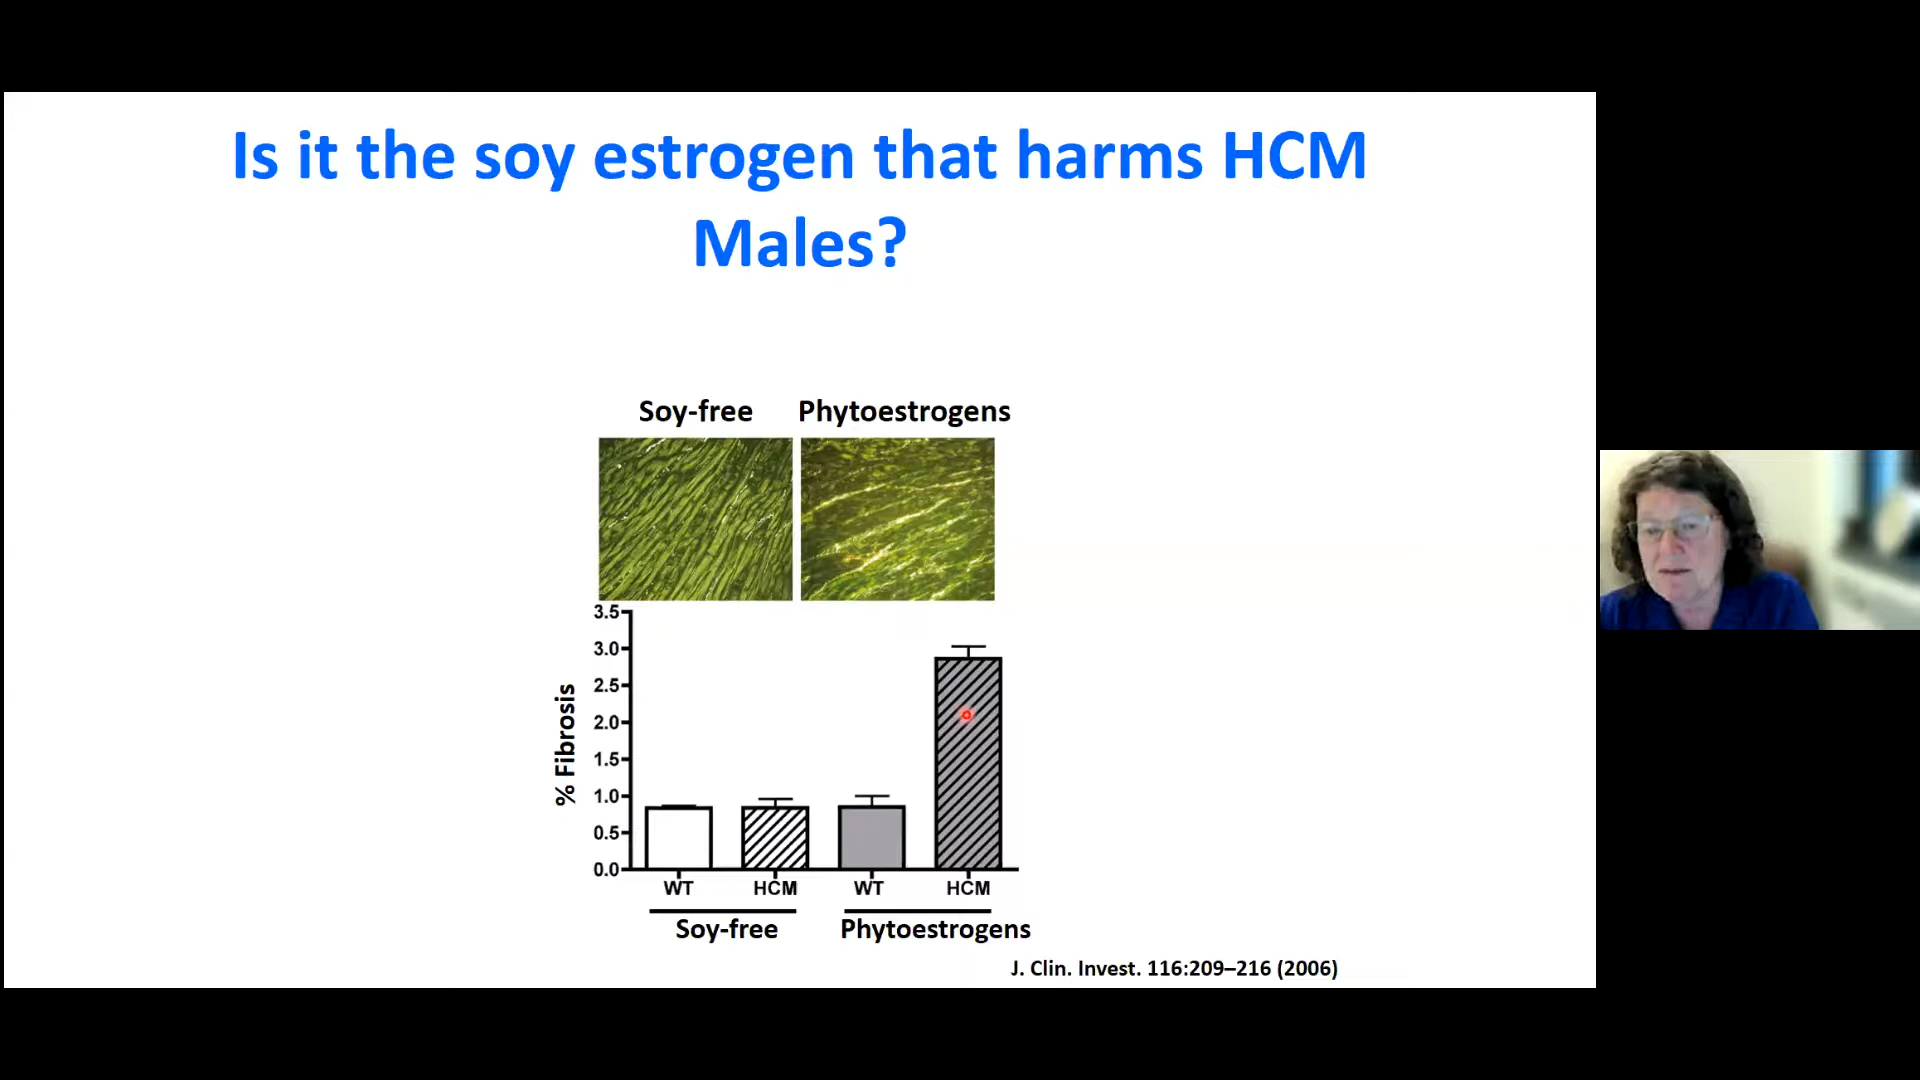 Is it the soy estrogen that harms HCM
Males?
Soy-free Phytoestrogens
3.5
3.0
2.5
2.0
1.5
1.0
0.5
0.0
% Fibrosis
WT HCM WT HCM
Soy-free Phytoestrogens
J. Clin. Invest. 116:209–216 (2006)